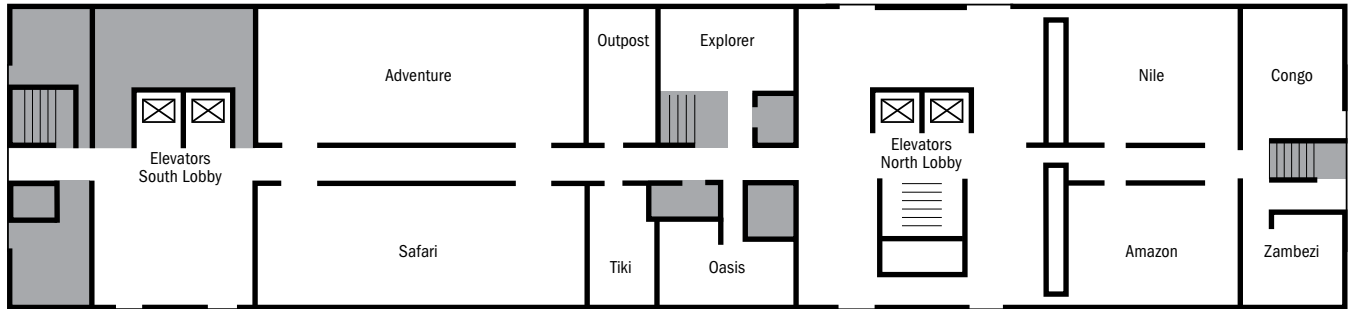 Outpost
Explorer
Adventure
Nile
Congo
Elevators
South Lobby
Elevators
North Lobby
Safari
Tiki
Oasis
Amazon
Zambezi